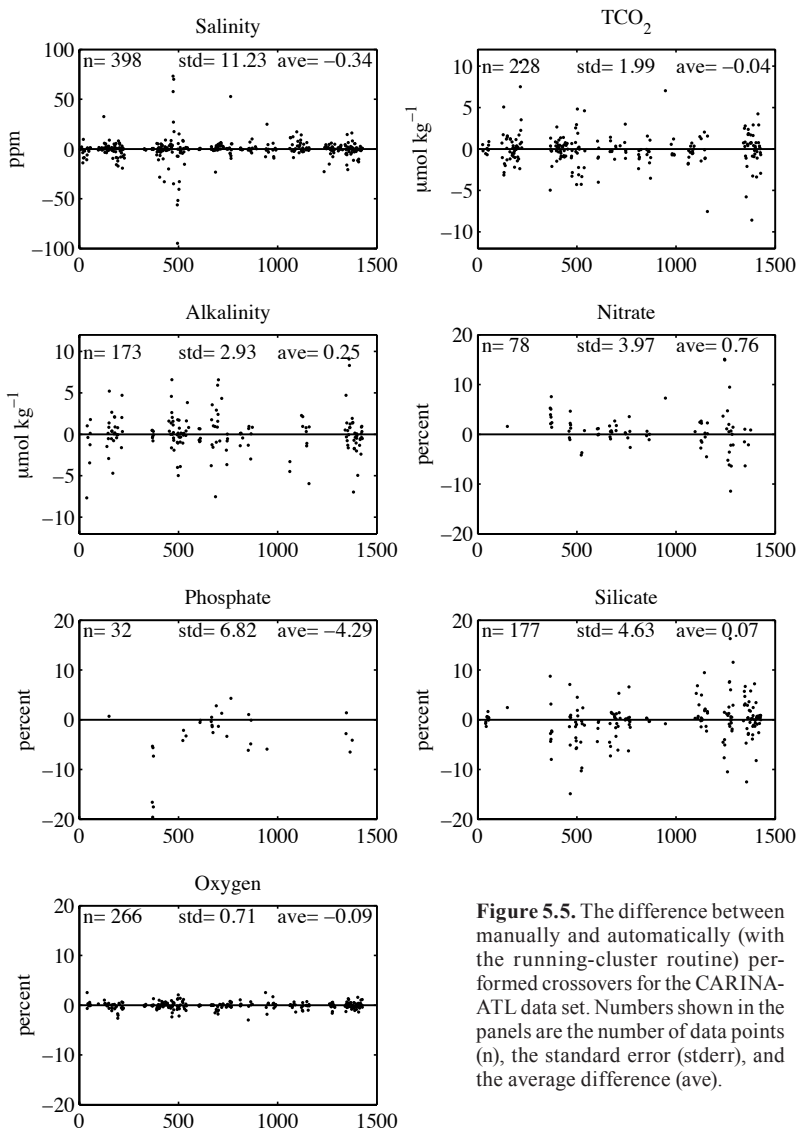 Salinity
n= 398 std= 11.23 ave= −0.34
100
50
0
−50
−100
ppm
0 500 1000 1500
TCO2
n= 228 std= 1.99 ave= −0.04
10
5
0
−5
−10
µmol kg−1
0 500 1000 1500
Alkalinity
n= 173 std= 2.93 ave= 0.25
10
5
0
−5
−10
µmol kg−1
0 500 1000 1500
Nitrate
n= 78 std= 3.97 ave= 0.76
20
10
0
−10
−20
percent
0 500 1000 1500
Phosphate
n= 32 std= 6.82 ave= −4.29
20
10
0
−10
−20
percent
0 500 1000 1500
Silicate
n= 177 std= 4.63 ave= 0.07
20
10
0
−10
−20
percent
0 500 1000 1500
Oxygen
n= 266 std= 0.71 ave= −0.09
20
10
0
−10
−20
percent
0 500 1000 1500
Figure 5.5. The difference between
manually and automatically (with
the running-cluster routine) per-
formed crossovers for the CARINA-
ATL data set. Numbers shown in the
panels are the number of data points
(n), the standard error (stderr), and
the average difference (ave).